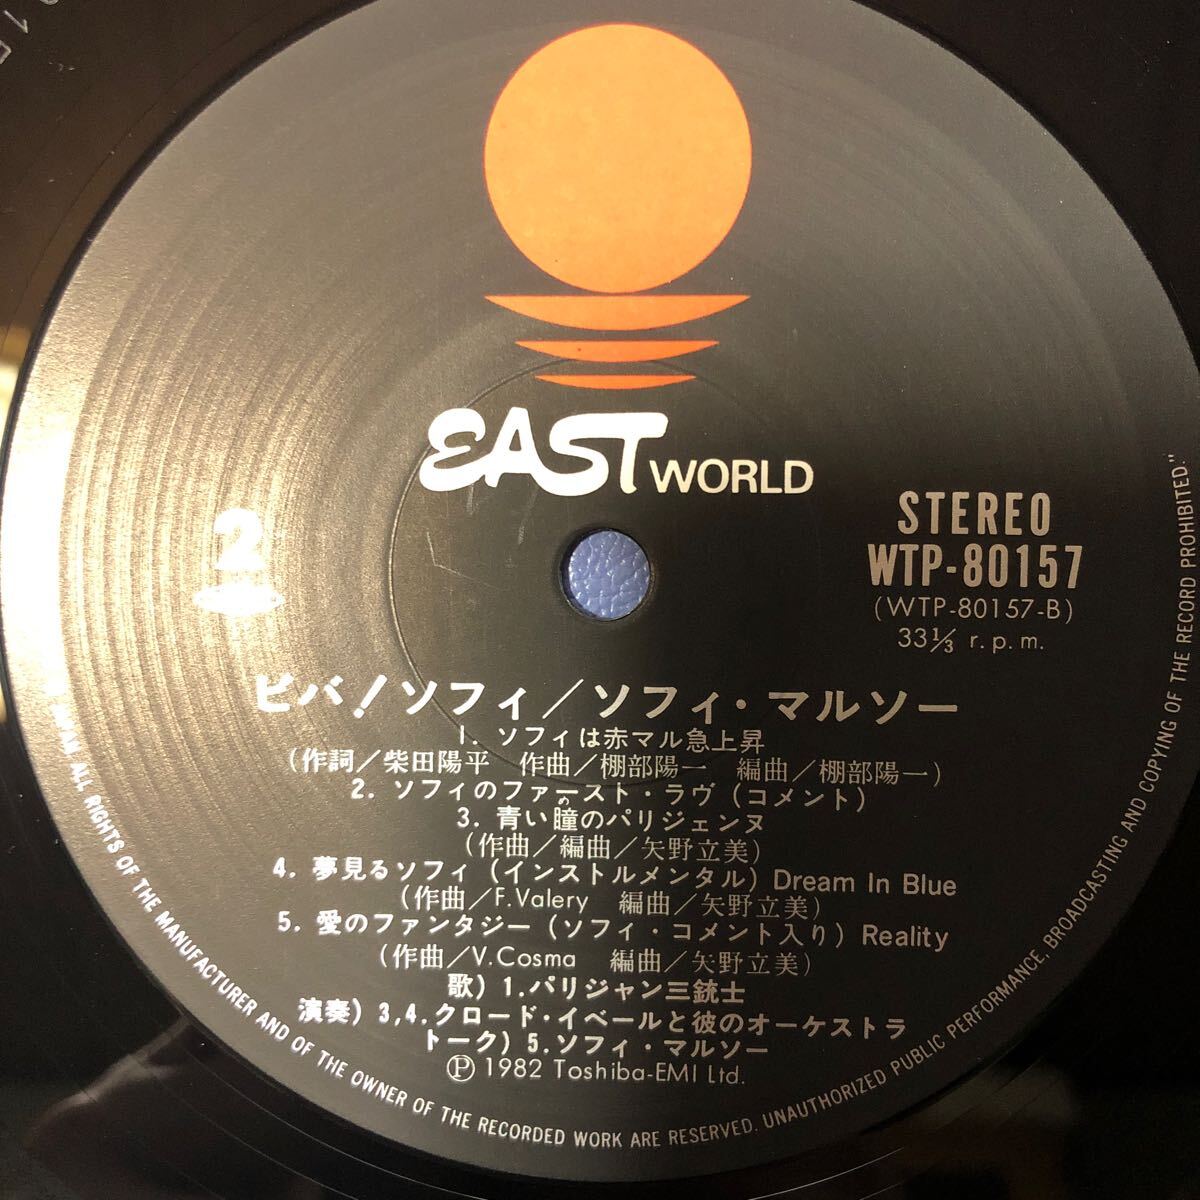 EAST WORLD
2
STEREO
WTP-80157
(WTP-80157-B)
33⅓ r.p.m.
ビバ!ソフィ/ソフィ・マルソー
1. ソフィは赤マル急上昇
(作詞/柴田陽平 作曲/棚部陽一 編曲/棚部陽一)
2. ソフィのファースト・ラヴ (コメント)
3. 青い瞳のパリジェンヌ
(作曲/編曲/矢野立美)
4. 夢見るソフィ (インストルメンタル) Dream In Blue
(作曲/F.Valery 編曲/矢野立美)
5. 愛のファンタジー (ソフィ・コメント入り) Reality
(作曲/V.Cosma 編曲/矢野立美)
歌) 1.パリジャン三銃士
演奏) 3,4.クロード・イベールと彼のオーケストラ
トーク) 5.ソフィ・マルソー
Ⓟ 1982 Toshiba-EMI Ltd.
ALL RIGHTS OF THE MANUFACTURER AND OF THE OWNER OF THE RECORDED WORK ARE RESERVED. UNAUTHORIZED PUBLIC PERFORMANCE, BROADCASTING AND COPYING OF THE RECORD PROHIBITED."